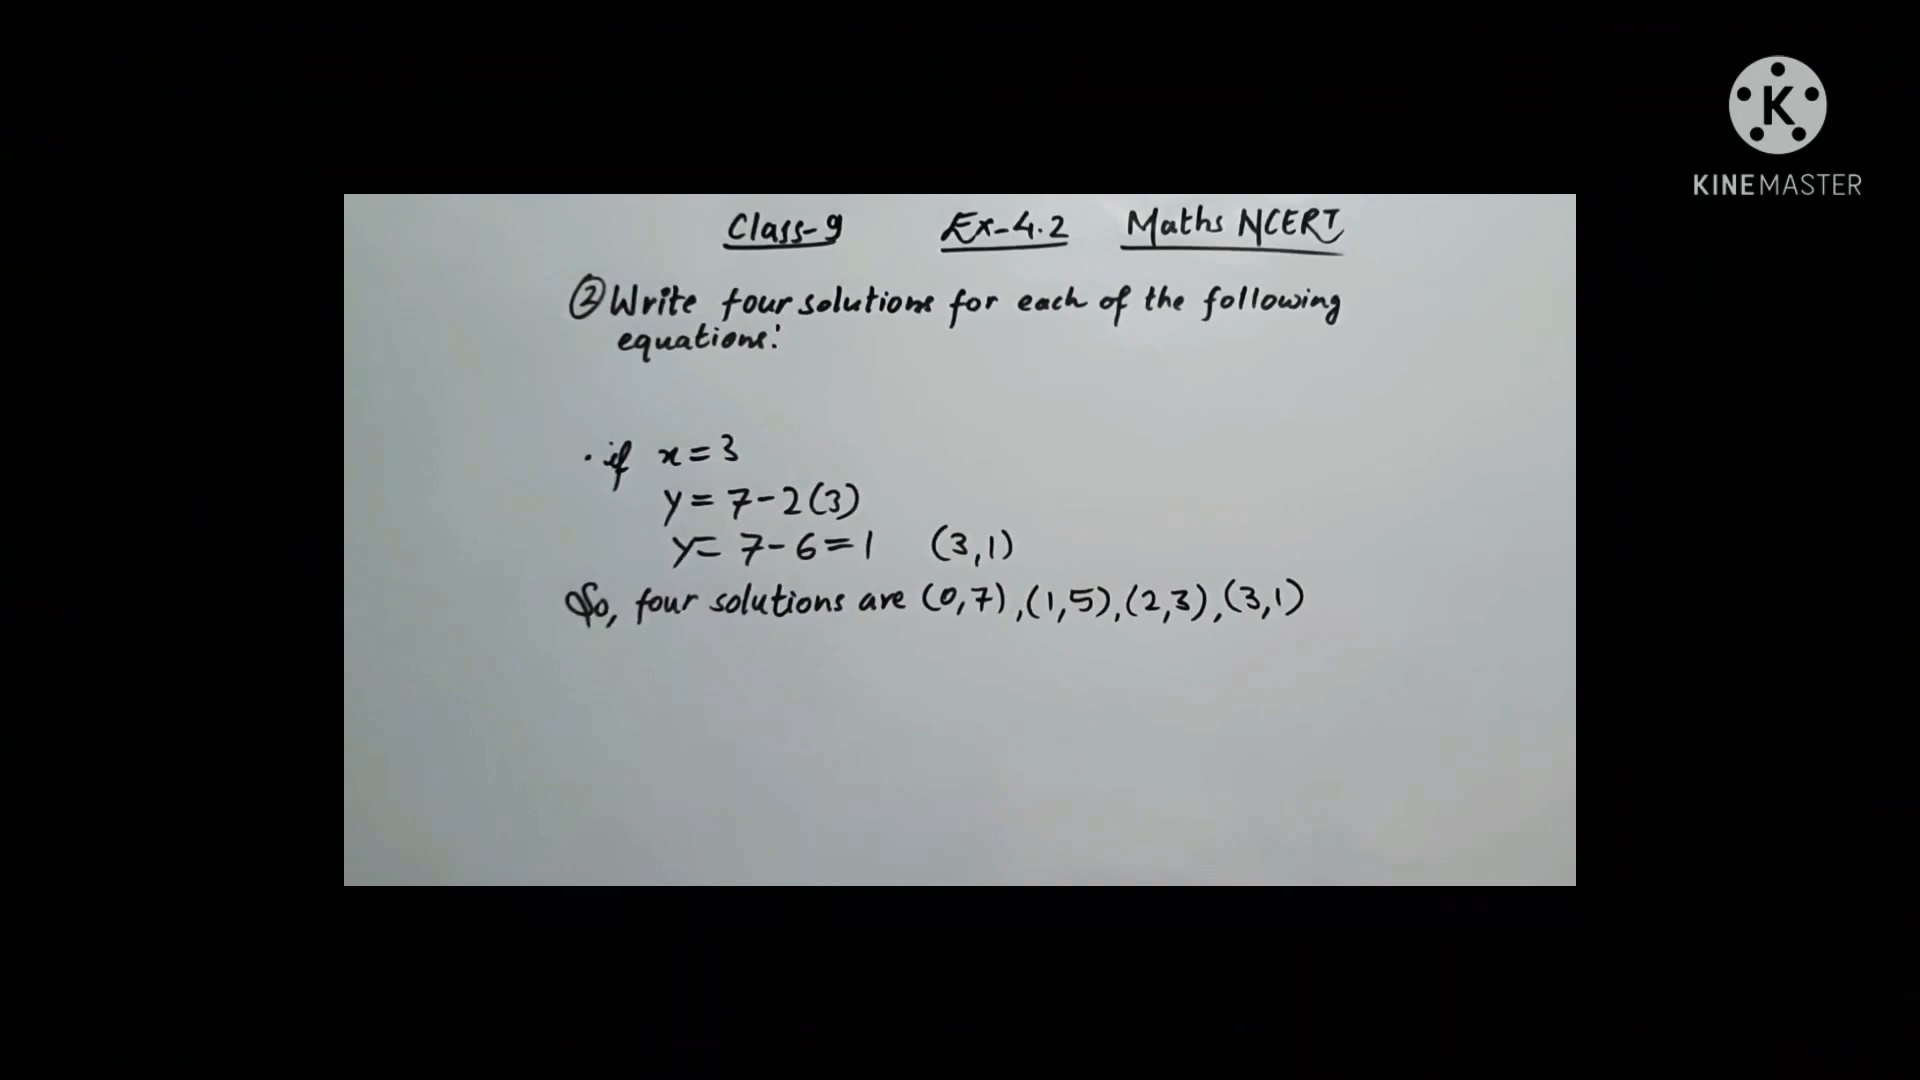 K
KINEMASTER
Class-9 Ex-4.2 Maths NCERT
② Write four solutions for each of the following
equations:
· if x = 3
y = 7-2(3)
y = 7-6=1 (3,1)
So, four solutions are (0,7),(1,5),(2,3),(3,1)